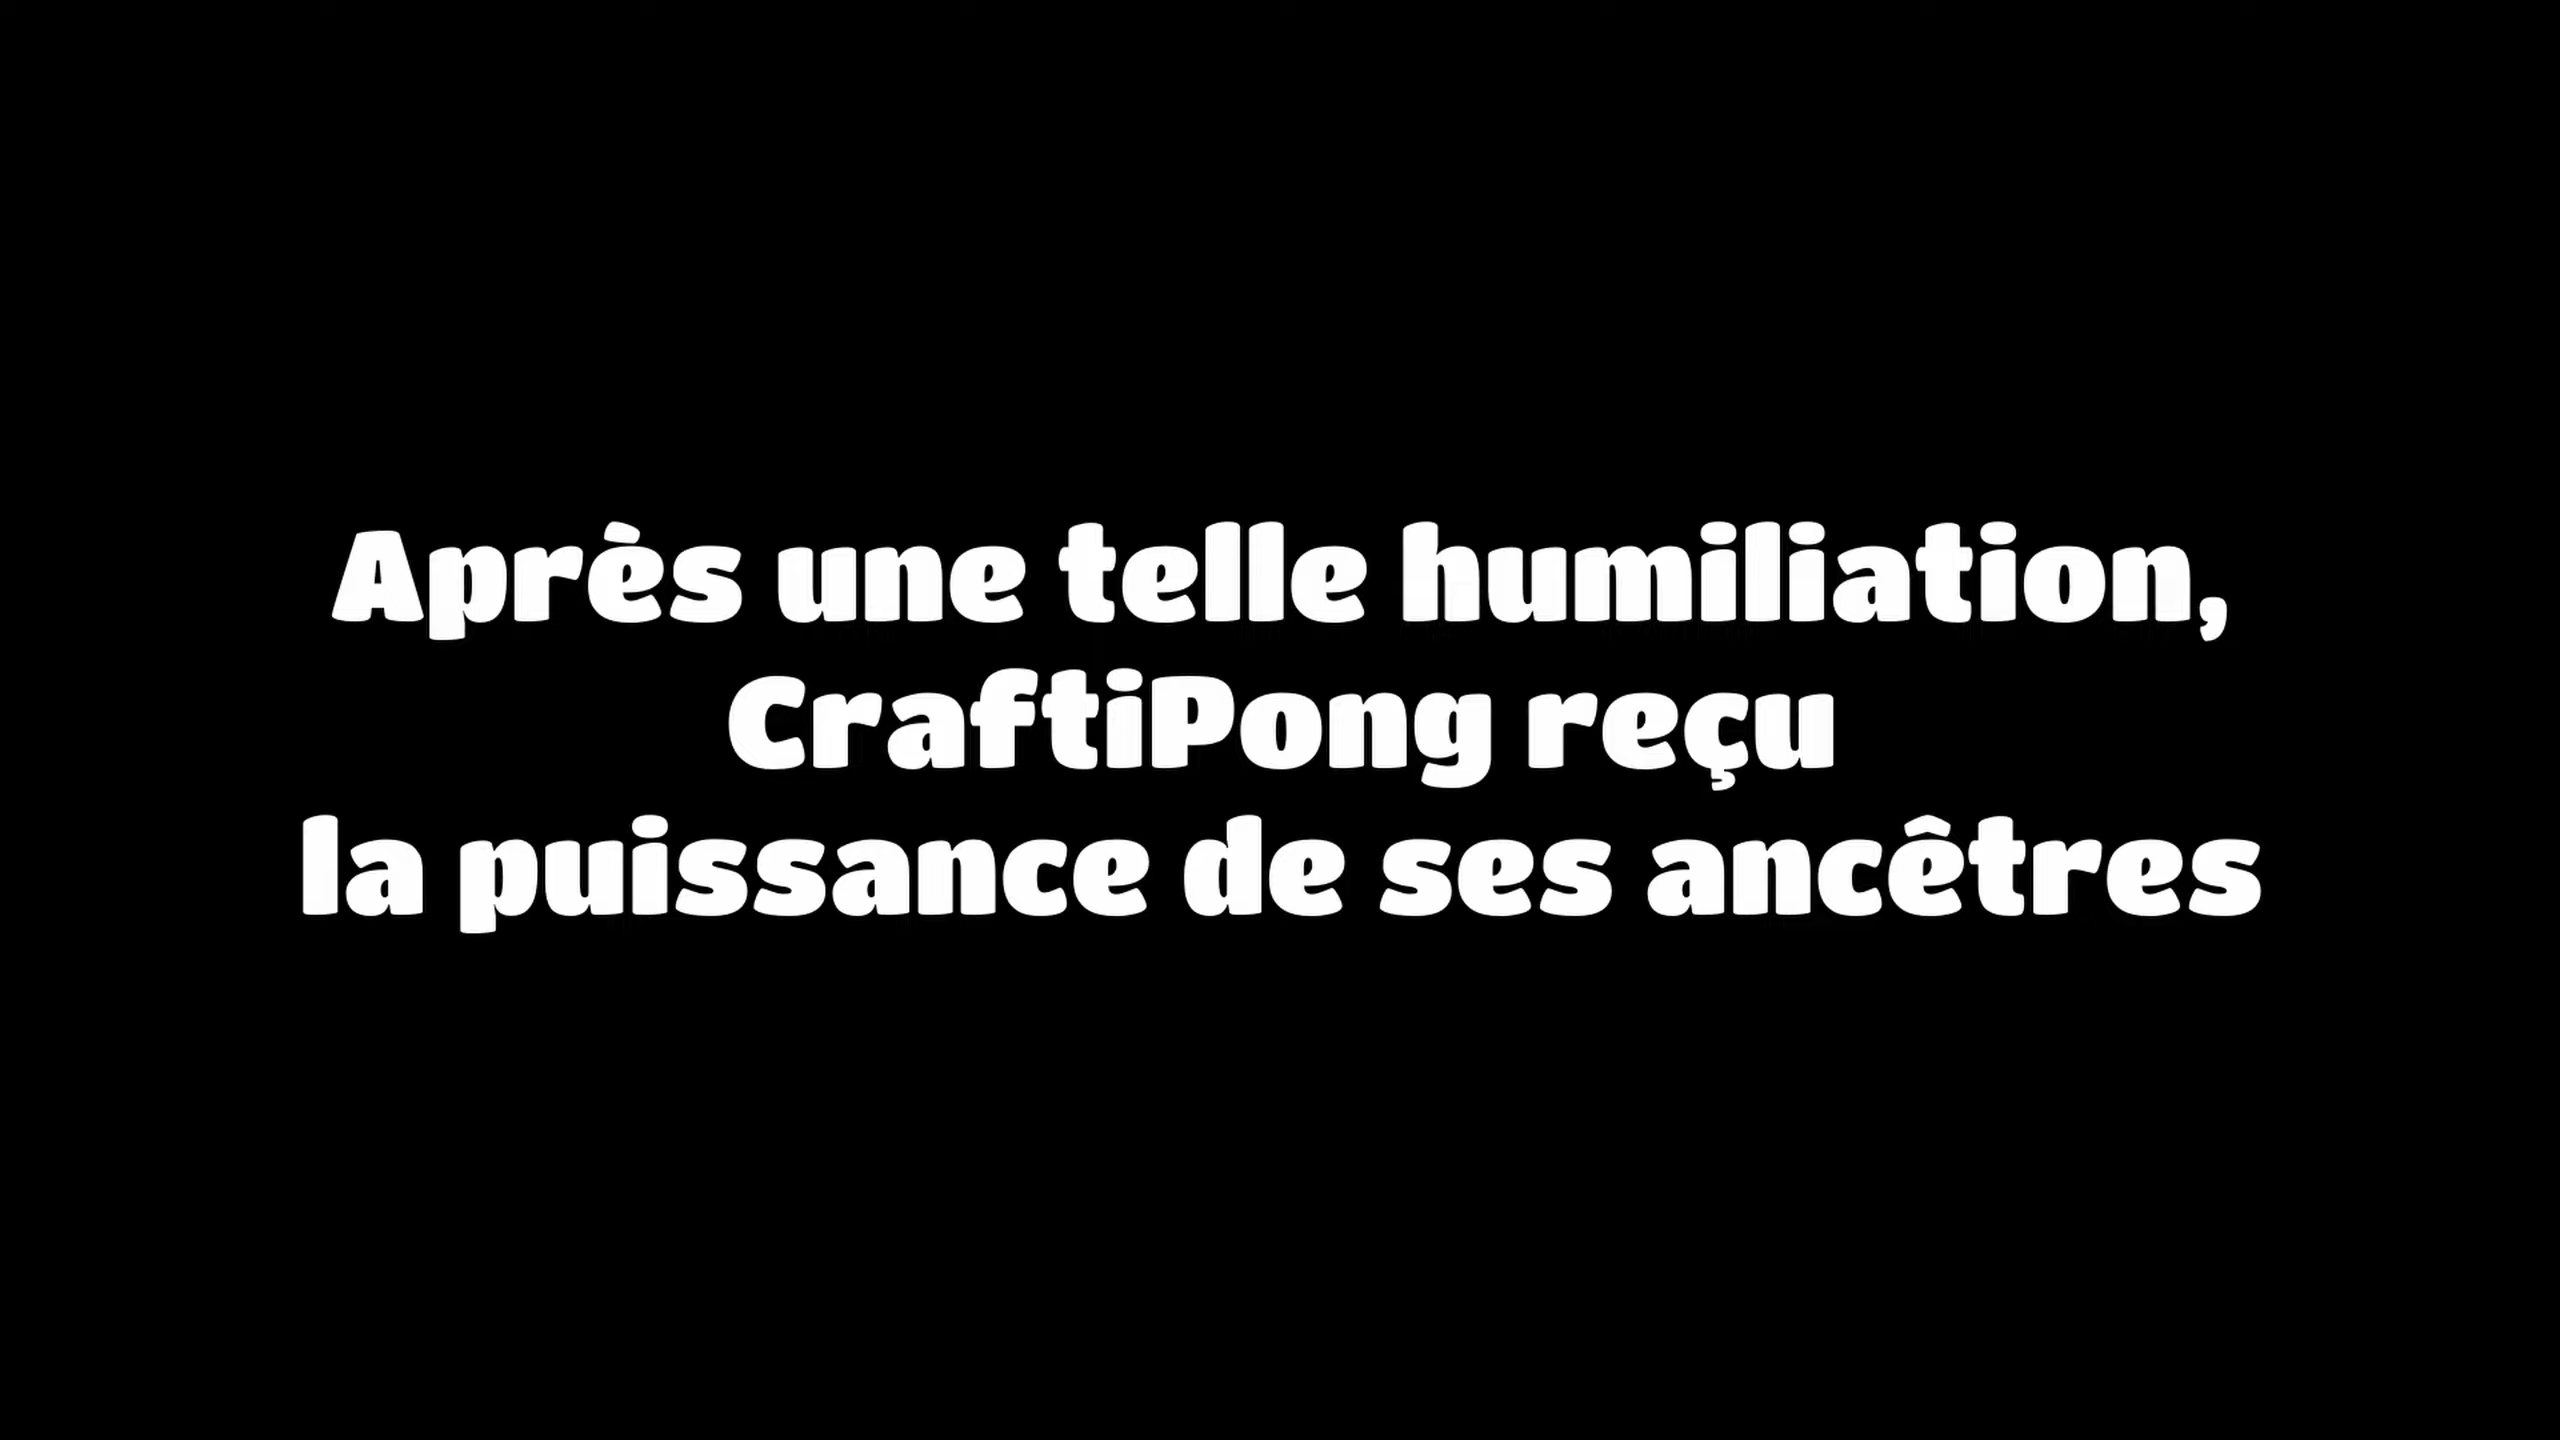 Après une telle humiliation,
CraftiPong reçu
la puissance de ses ancêtres